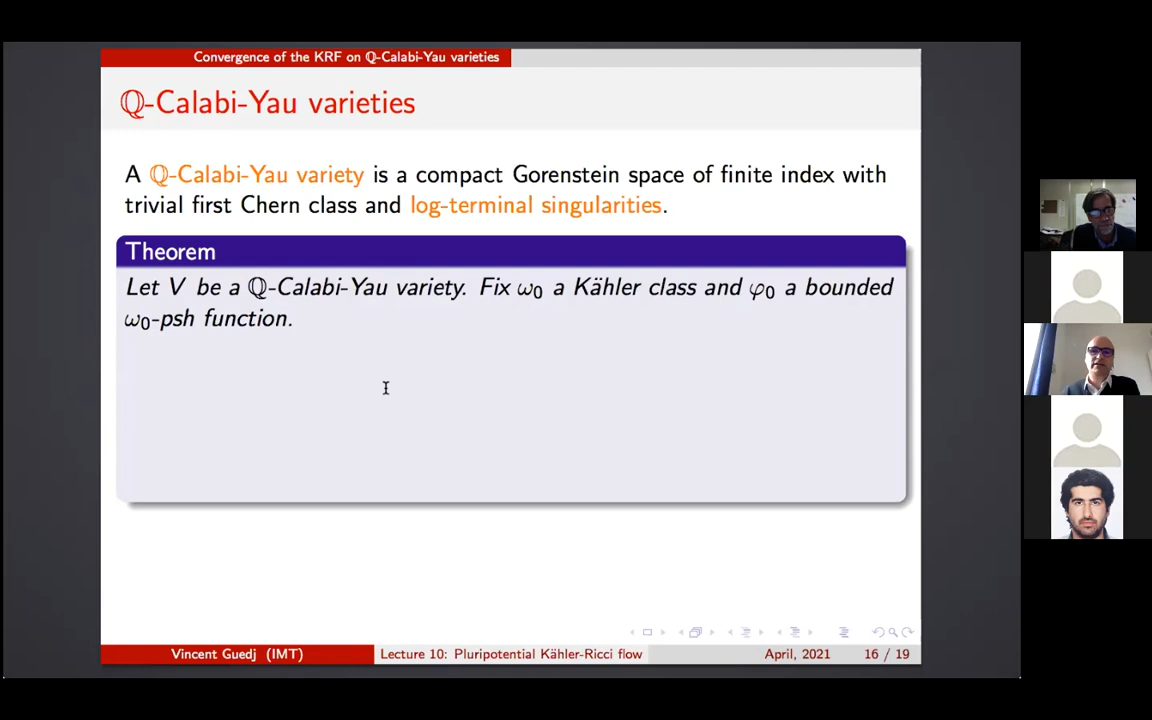 Convergence of the KRF on ℚ-Calabi-Yau varieties
ℚ-Calabi-Yau varieties
A ℚ-Calabi-Yau variety is a compact Gorenstein space of finite index with
trivial first Chern class and log-terminal singularities.
Theorem
Let V be a ℚ-Calabi-Yau variety. Fix ω₀ a Kähler class and φ₀ a bounded
ω₀-psh function.
Vincent Guedj (IMT) Lecture 10: Pluripotential Kähler-Ricci flow April, 2021 16 / 19